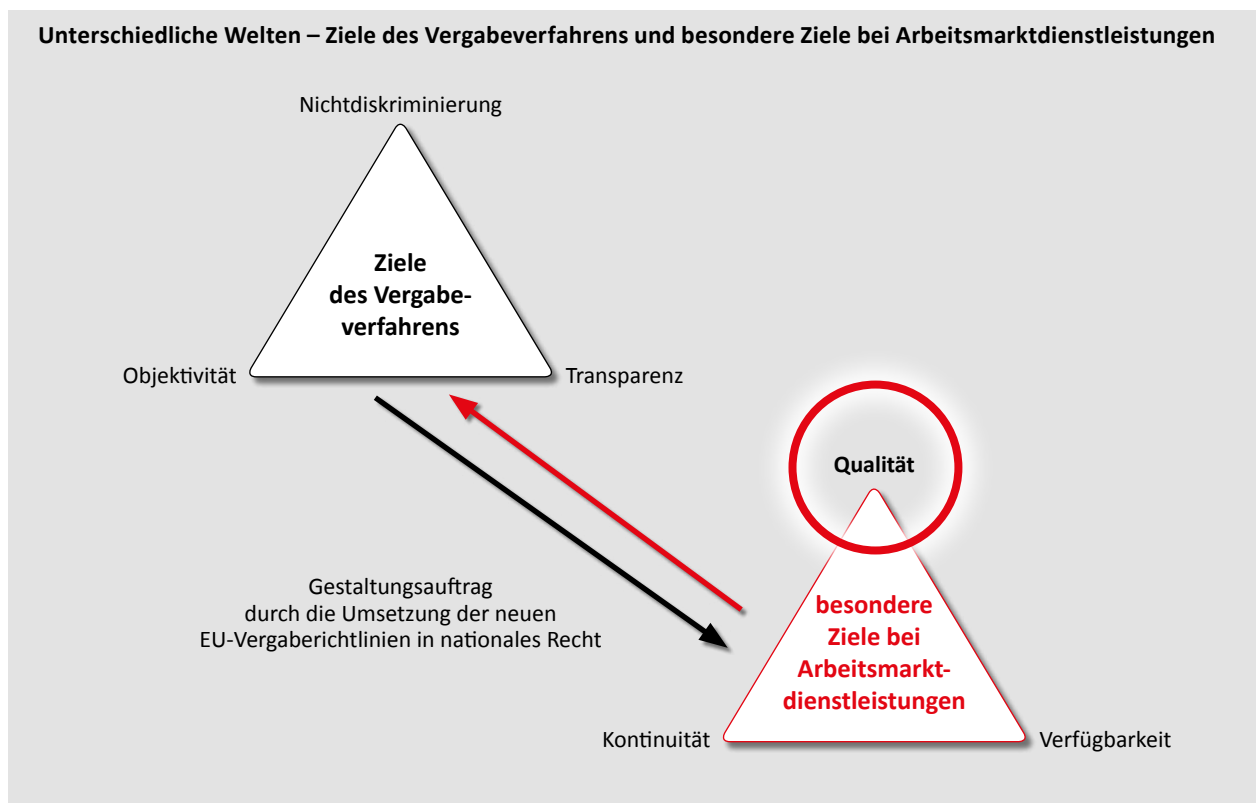 Unterschiedliche Welten – Ziele des Vergabeverfahrens und besondere Ziele bei Arbeitsmarktdienstleistungen
Nichtdiskriminierung
Ziele
des Vergabe-
verfahrens
Objektivität
Transparenz
Qualität
Gestaltungsauftrag
durch die Umsetzung der neuen
EU-Vergaberichtlinien in nationales Recht
besondere
Ziele bei
Arbeitsmarkt-
dienstleistungen
Kontinuität
Verfügbarkeit